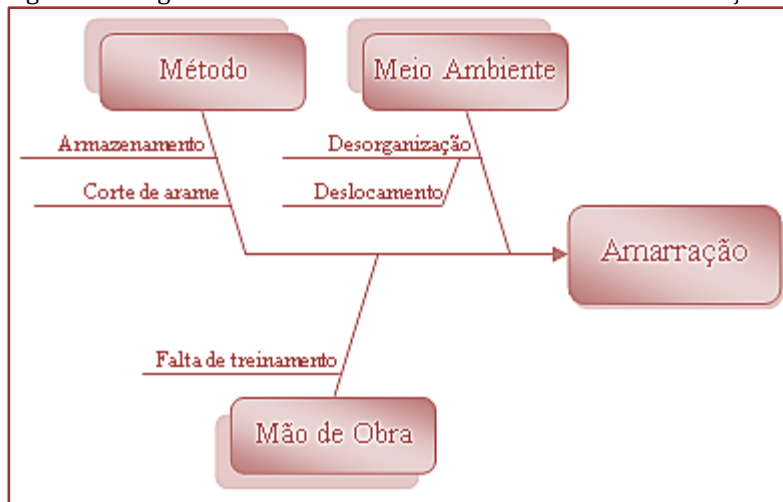 Método
Meio Ambiente
Armazenamento
Desorganização
Corte de arame
Deslocamento
Amarração
Falta de treinamento
Mão de Obra